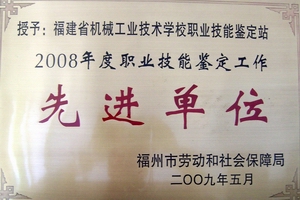 授予：福建省机械工业技术学校职业技能鉴定站
2008年度职业技能鉴定工作
先进单位
福州市劳动和社会保障局
二〇〇九年五月